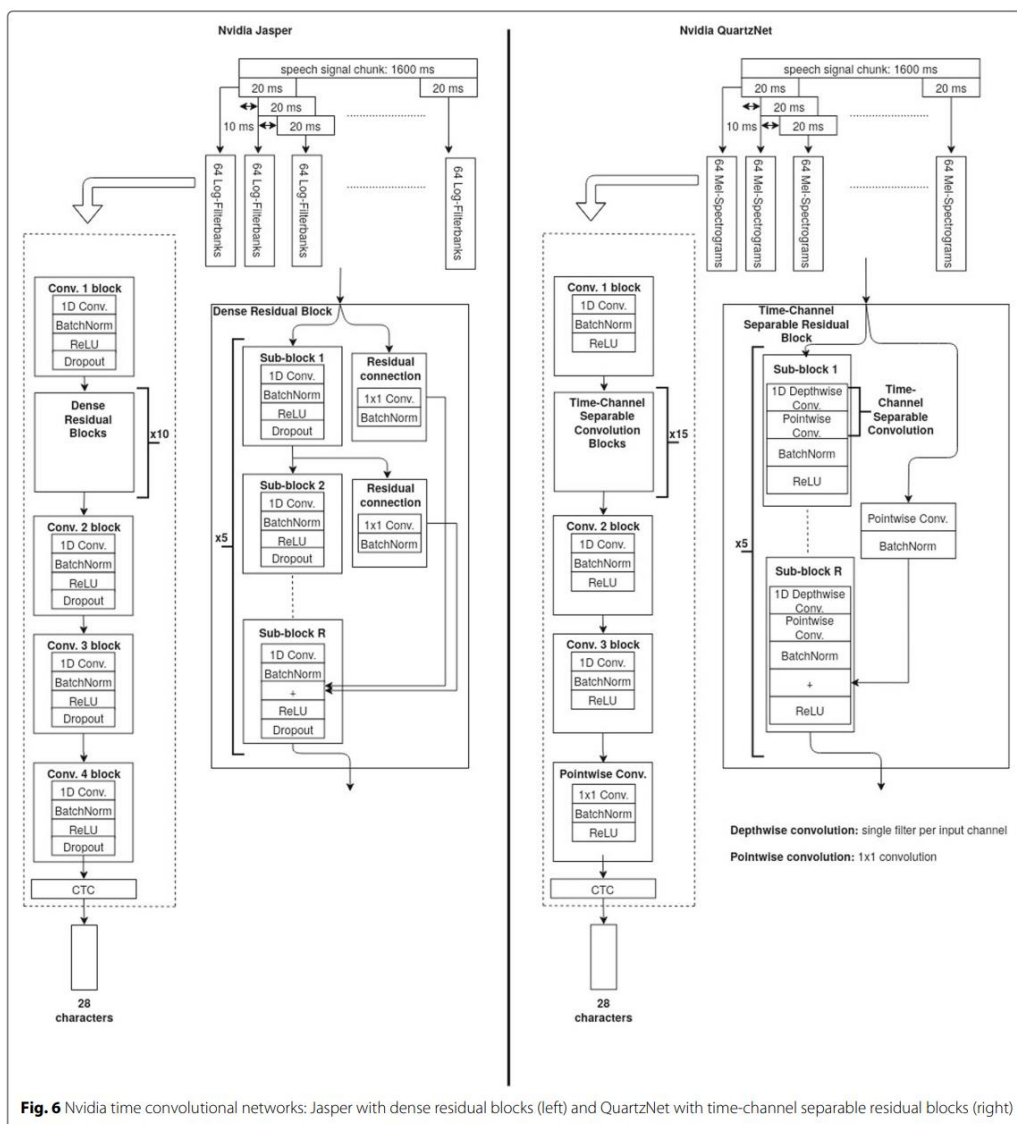 Nvidia Jasper
speech signal chunk: 1600 ms
20 ms
20 ms
20 ms
10 ms
20 ms
64 Log-Filterbanks
64 Log-Filterbanks
64 Log-Filterbanks
64 Log-Filterbanks
Conv. 1 block
1D Conv.
BatchNorm
ReLU
Dropout
Dense
Residual
Blocks
x10
Conv. 2 block
1D Conv.
BatchNorm
ReLU
Dropout
Conv. 3 block
1D Conv.
BatchNorm
ReLU
Dropout
Conv. 4 block
1D Conv.
BatchNorm
ReLU
Dropout
CTC
28
characters
Dense Residual Block
Sub-block 1
1D Conv.
BatchNorm
ReLU
Dropout
Residual
connection
1x1 Conv.
BatchNorm
Sub-block 2
1D Conv.
BatchNorm
ReLU
Dropout
Residual
connection
1x1 Conv.
BatchNorm
x5
Sub-block R
1D Conv.
BatchNorm
+
ReLU
Dropout
Nvidia QuartzNet
speech signal chunk: 1600 ms
20 ms
20 ms
20 ms
10 ms
20 ms
64 Mel-Spectrograms
64 Mel-Spectrograms
64 Mel-Spectrograms
64 Mel-Spectrograms
Conv. 1 block
1D Conv.
BatchNorm
ReLU
Time-Channel
Separable
Convolution
Blocks
x15
Conv. 2 block
1D Conv.
BatchNorm
ReLU
Conv. 3 block
1D Conv.
BatchNorm
ReLU
Pointwise Conv.
1x1 Conv.
BatchNorm
ReLU
CTC
28
characters
Time-Channel
Separable Residual
Block
Sub-block 1
1D Depthwise
Conv.
Pointwise
Conv.
BatchNorm
ReLU
Time-
Channel
Separable
Convolution
Pointwise Conv.
BatchNorm
x5
Sub-block R
1D Depthwise
Conv.
Pointwise
Conv.
BatchNorm
+
ReLU
Depthwise convolution: single filter per input channel
Pointwise convolution: 1x1 convolution
Fig. 6 Nvidia time convolutional networks: Jasper with dense residual blocks (left) and QuartzNet with time-channel separable residual blocks (right)